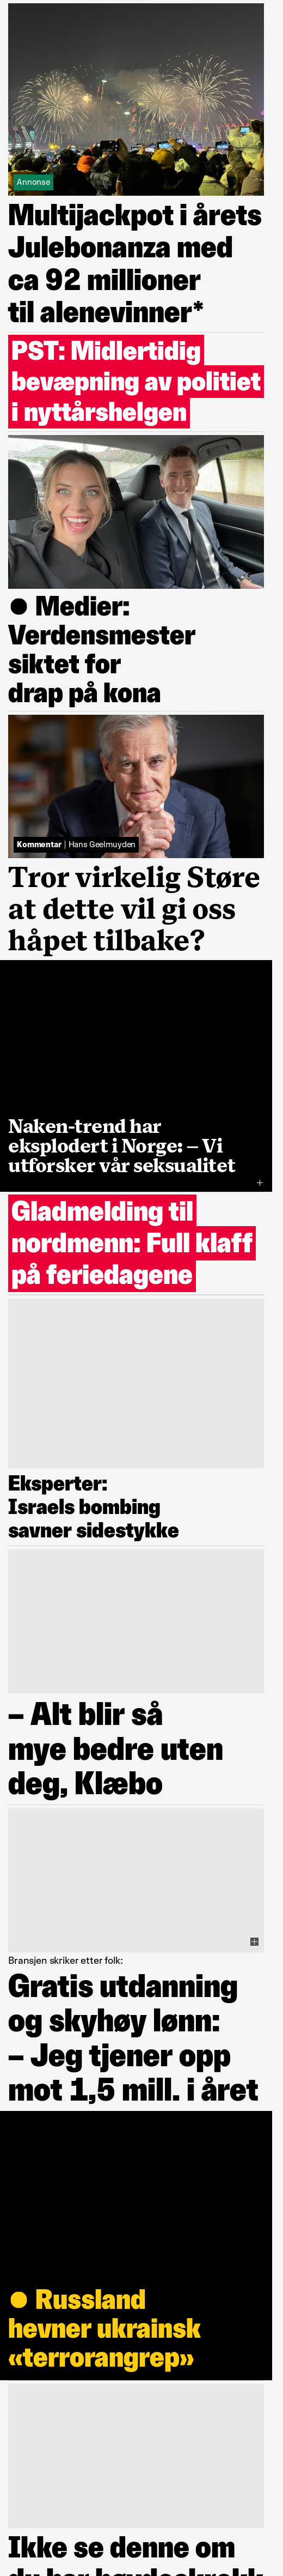 Annonse
Multijackpot i årets
Julebonanza med
ca 92 millioner
til alenevinner*
PST: Midlertidig
bevæpning av politiet
i nyttårshelgen
● Medier:
Verdensmester
siktet for
drap på kona
Kommentar | Hans Geelmuyden
Tror virkelig Støre
at dette vil gi oss
håpet tilbake?
Naken-trend har
eksplodert i Norge: – Vi
utforsker vår seksualitet
Gladmelding til
nordmenn: Full klaff
på feriedagene
Eksperter:
Israels bombing
savner sidestykke
– Alt blir så
mye bedre uten
deg, Klæbo
Bransjen skriker etter folk:
Gratis utdanning
og skyhøy lønn:
– Jeg tjener opp
mot 1,5 mill. i året
● Russland
hevner ukrainsk
«terrorangrep»
Ikke se denne om